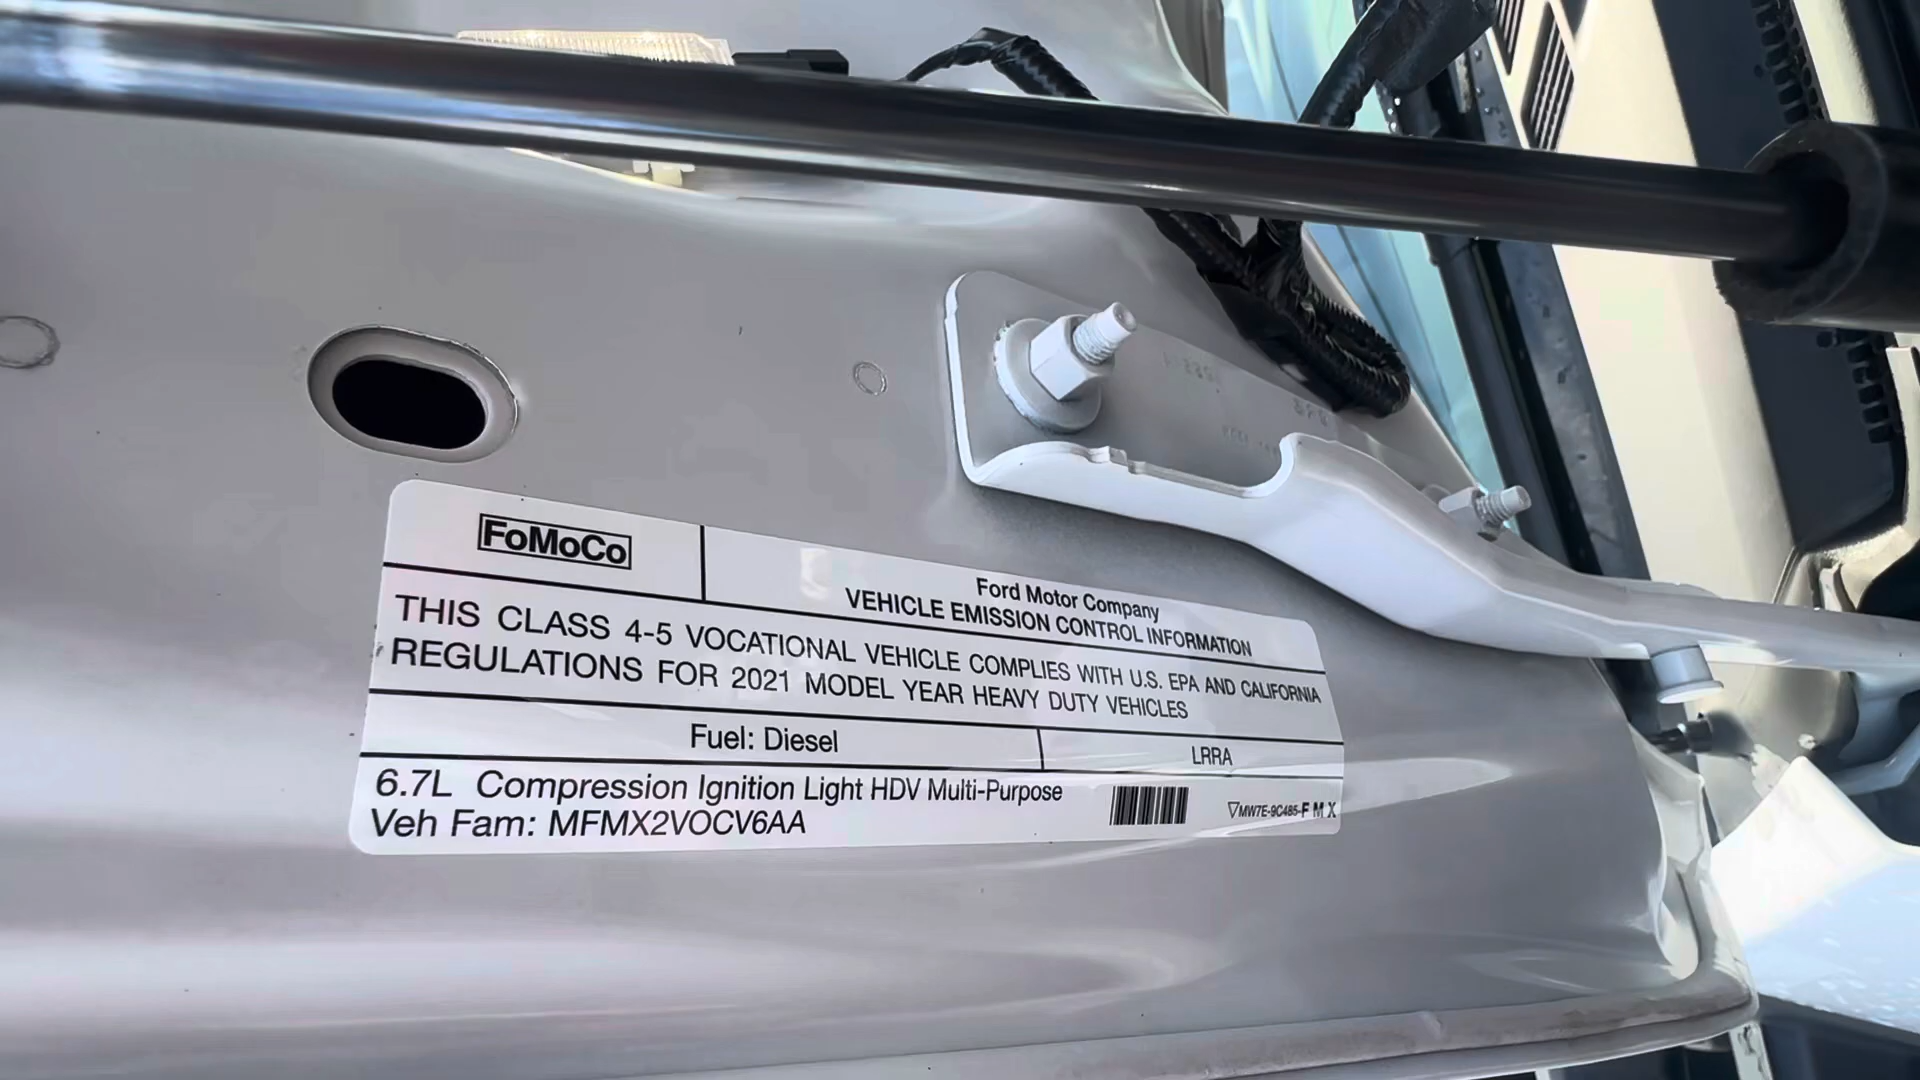 FoMoCo
Ford Motor Company
VEHICLE EMISSION CONTROL INFORMATION
THIS CLASS 4-5 VOCATIONAL VEHICLE COMPLIES WITH U.S. EPA AND CALIFORNIA
REGULATIONS FOR 2021 MODEL YEAR HEAVY DUTY VEHICLES
Fuel: Diesel
LRRA
6.7L Compression Ignition Light HDV Multi-Purpose
Veh Fam: MFMX2VOCV6AA
▽MW7E-9C485-F M X